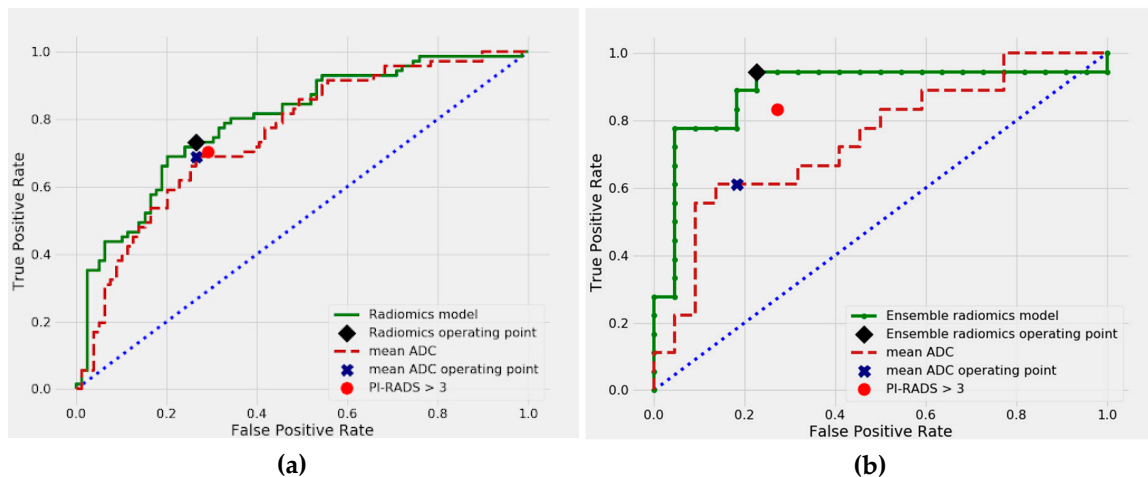 1.0
0.8
0.6
0.4
0.2
0.0
True Positive Rate
0.0 0.2 0.4 0.6 0.8 1.0
False Positive Rate
Radiomics model
Radiomics operating point
mean ADC
mean ADC operating point
PI-RADS > 3
(a)
1.0
0.8
0.6
0.4
0.2
0.0
True Positive Rate
0.0 0.2 0.4 0.6 0.8 1.0
False Positive Rate
Ensemble radiomics model
Ensemble radiomics operating point
mean ADC
mean ADC operating point
PI-RADS > 3
(b)